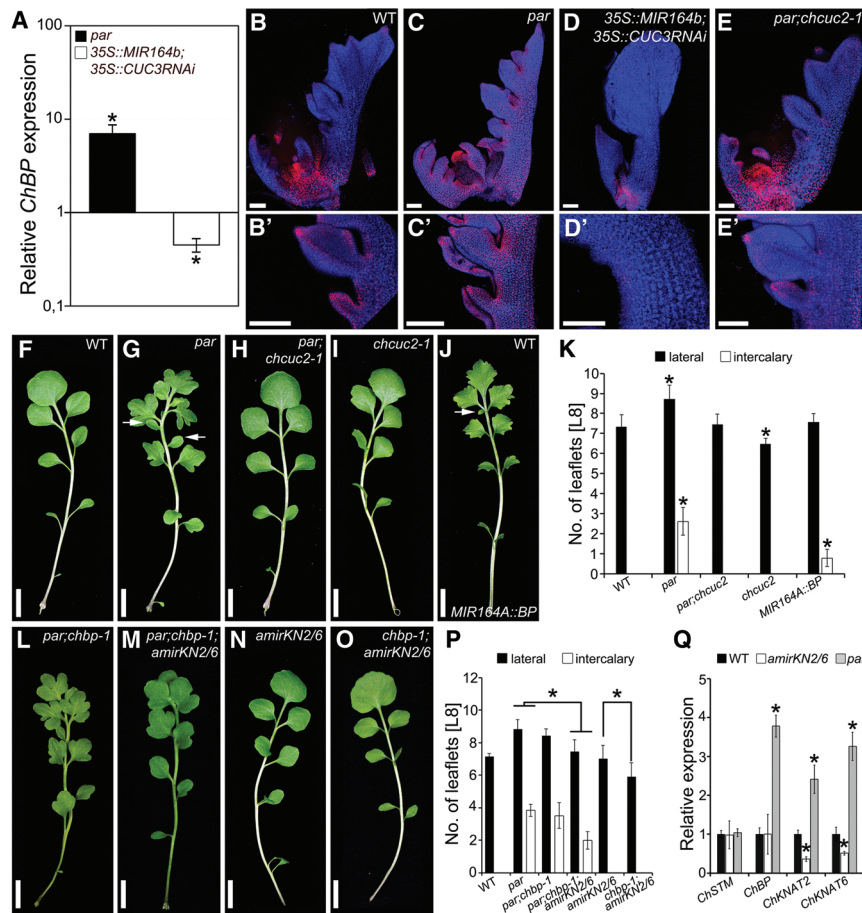 A
Relative ChBP expression
100
10
1
0,1
par
35S::MIR164b;
35S::CUC3RNAi
*
*
B
WT
C
par
D
35S::MIR164b;
35S::CUC3RNAi
E
par;chcuc2-1
B'
C'
D'
E'
F
WT
G
par
H
par;
chcuc2-1
I
chcuc2-1
J
WT
MIR164A::BP
K
lateral
intercalary
No. of leaflets [L8]
10
9
8
7
6
5
4
3
2
1
0
*
*
*
*
WT
par
par;chcuc2
chcuc2
MIR164A::BP
L
par;chbp-1
M
par;chbp-1;
amirKN2/6
N
amirKN2/6
O
chbp-1;
amirKN2/6
P
lateral
intercalary
No. of leaflets [L8]
12
10
8
6
4
2
0
*
*
WT
par
par;chbp-1
par;chbp-1;
amirKN2/6
amirKN2/6
chbp-1;
amirKN2/6
Q
WT
amirKN2/6
par
Relative expression
5
4
3
2
1
0
*
*
*
*
*
ChSTM
ChBP
ChKNAT2
ChKNAT6